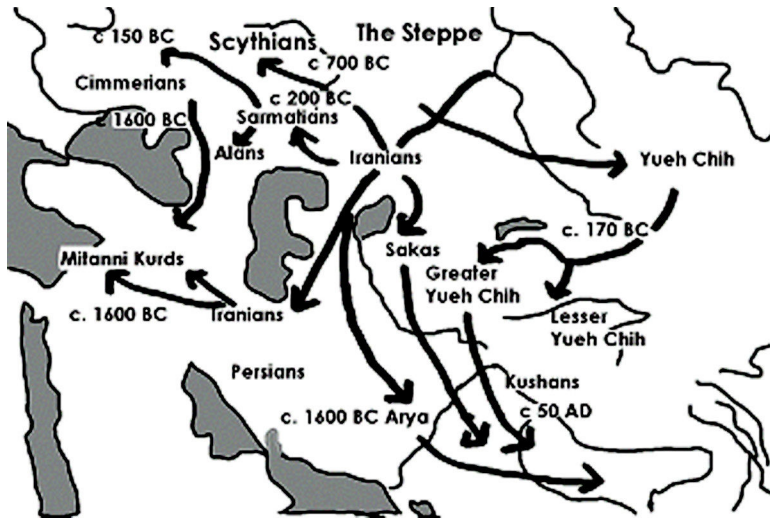 c 150 BC
Scythians
The Steppe
c 700 BC
Cimmerians
c 200 BC
1600 BC
Sarmatians
Alans
Iranians
Yueh Chih
c. 170 BC
Sakas
Mitanni Kurds
Greater
Yueh Chih
c. 1600 BC
Iranians
Lesser
Yueh Chih
Persians
Kushans
c 50 AD
c. 1600 BC Arya